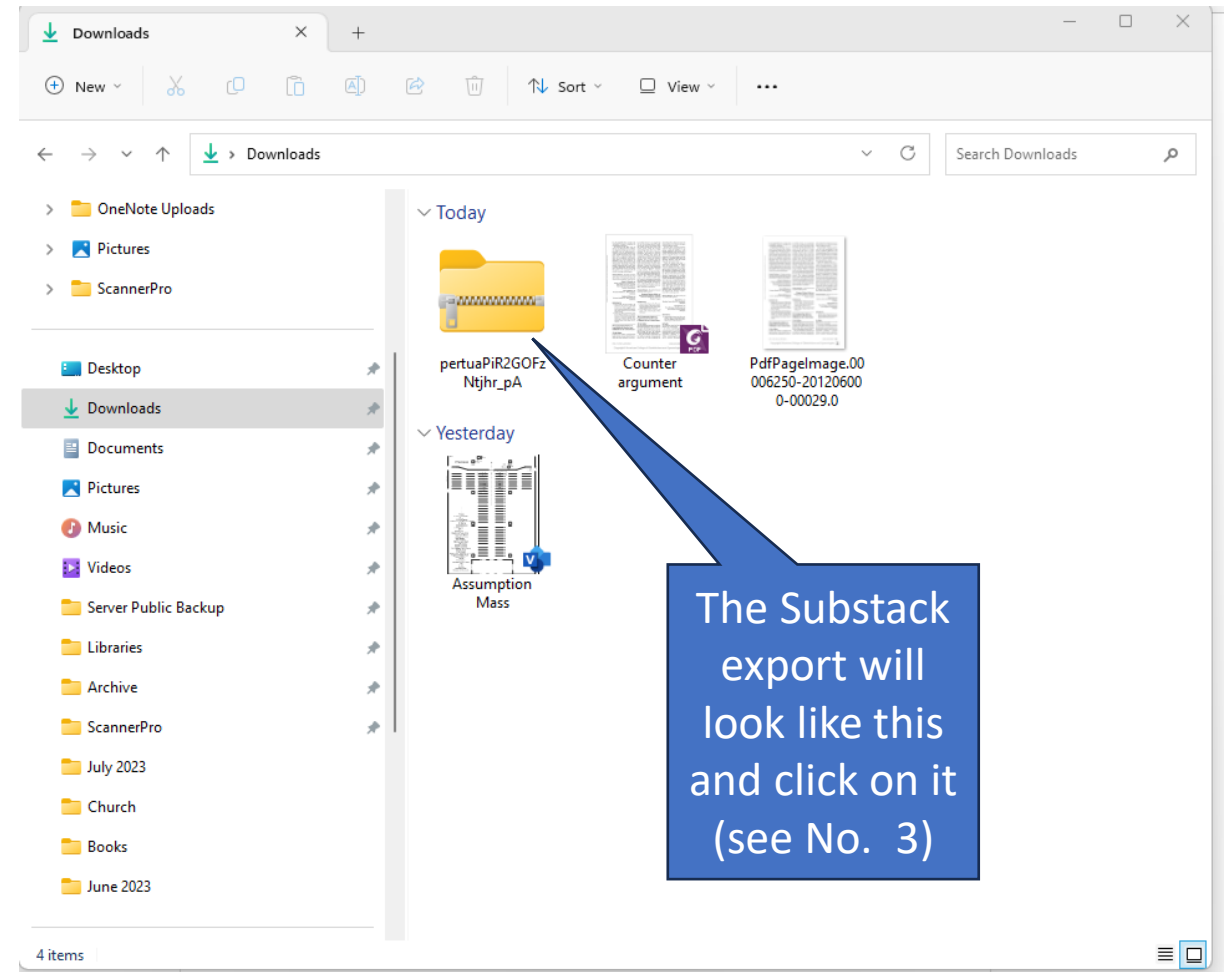 Downloads
New
Sort
View
Downloads
Search Downloads
OneNote Uploads
Pictures
ScannerPro
Desktop
Downloads
Documents
Pictures
Music
Videos
Server Public Backup
Libraries
Archive
ScannerPro
July 2023
Church
Books
June 2023
Today
pertuaPiR2GOFz
Ntjhr_pA
PDF
Counter
argument
PdfPageImage.00
006250-20120600
0-00029.0
Yesterday
Assumption
Mass
The Substack
export will
look like this
and click on it
(see No. 3)
4 items